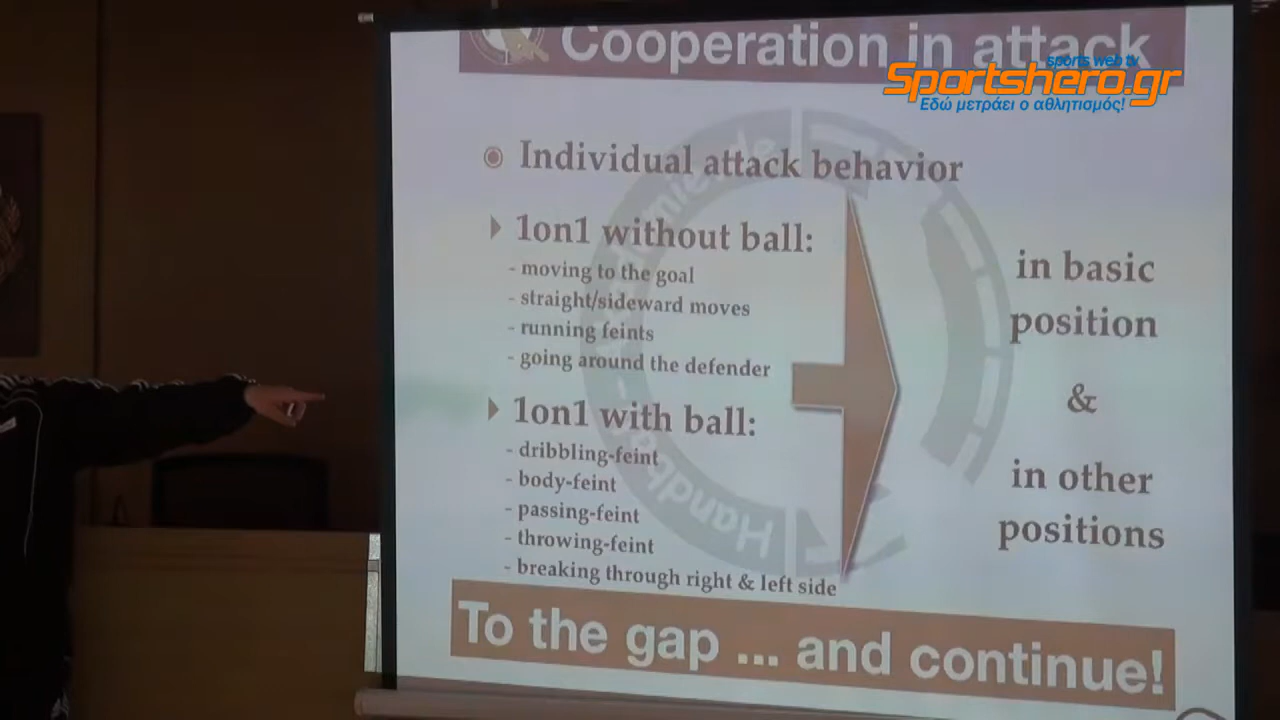 Cooperation in attack
sports web tv
Sportshero.gr
Εδώ μετράει ο αθλητισμός!
Individual attack behavior
1on1 without ball:
- moving to the goal
- straight/sideward moves
- running feints
- going around the defender
1on1 with ball:
- dribbling-feint
- body-feint
- passing-feint
- throwing-feint
- breaking through right & left side
in basic
position
&
in other
positions
To the gap ... and continue!